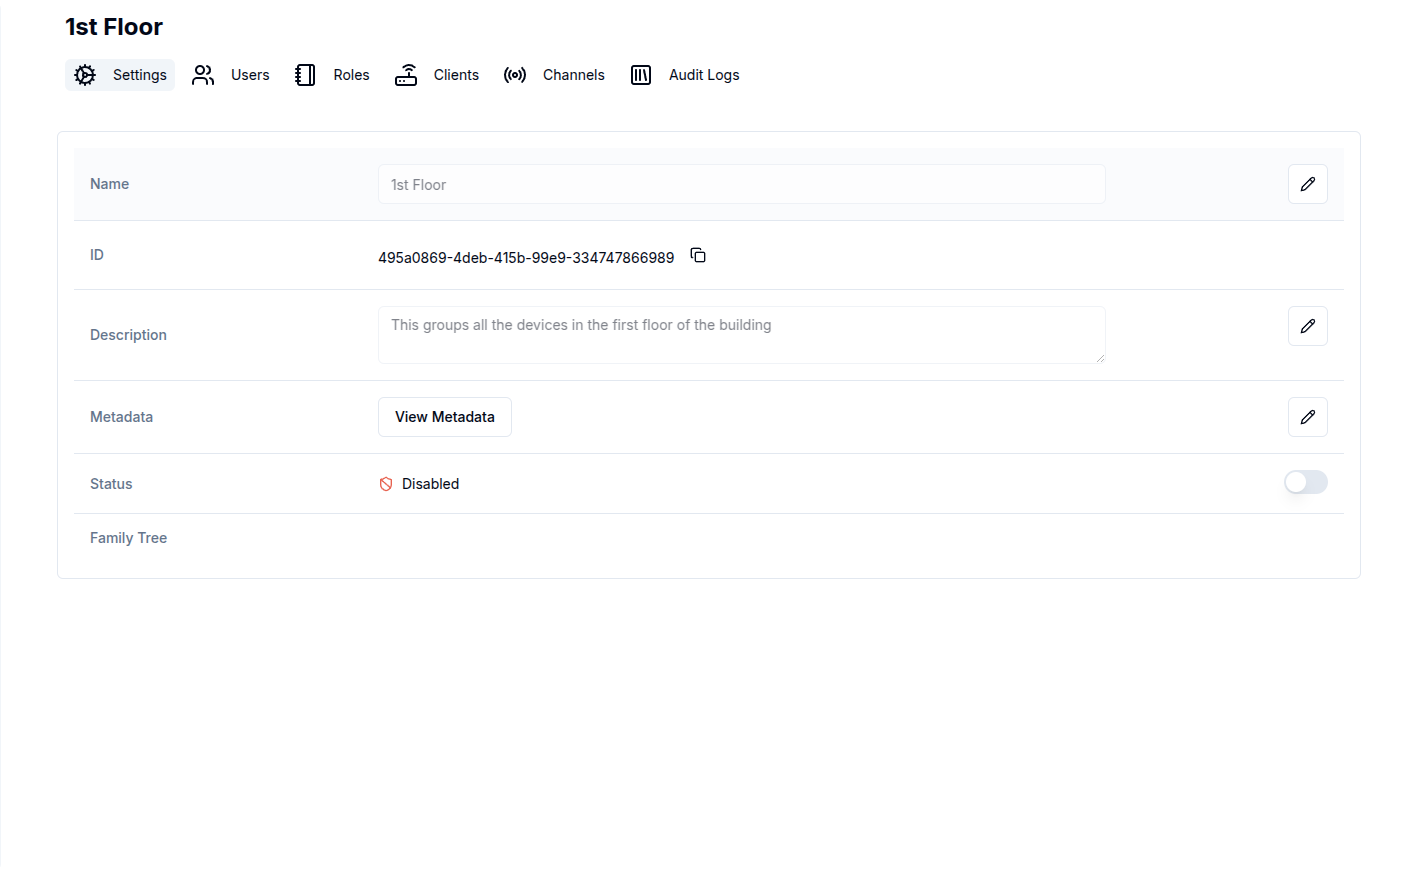 1st Floor
Settings Users Roles Clients Channels Audit Logs
Name 1st Floor
ID 495a0869-4deb-415b-99e9-334747866989
Description This groups all the devices in the first floor of the building
Metadata View Metadata
Status Disabled
Family Tree